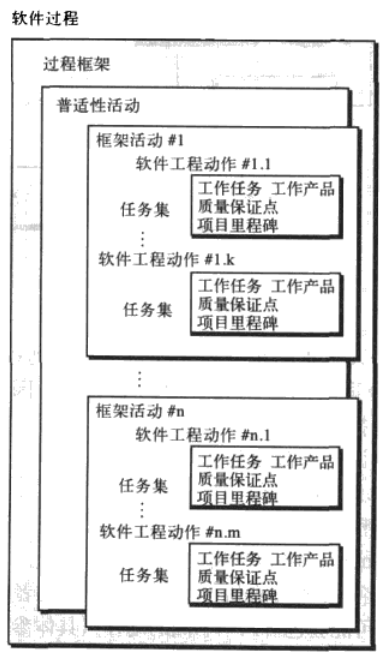 软件过程
过程框架
普适性活动
框架活动 #1
软件工程动作 #1.1
工作任务 工作产品
任务集
质量保证点
项目里程碑
软件工程动作 #1.k
工作任务 工作产品
任务集
质量保证点
项目里程碑
框架活动 #n
软件工程动作 #n.1
工作任务 工作产品
任务集
质量保证点
项目里程碑
软件工程动作 #n.m
工作任务 工作产品
任务集
质量保证点
项目里程碑